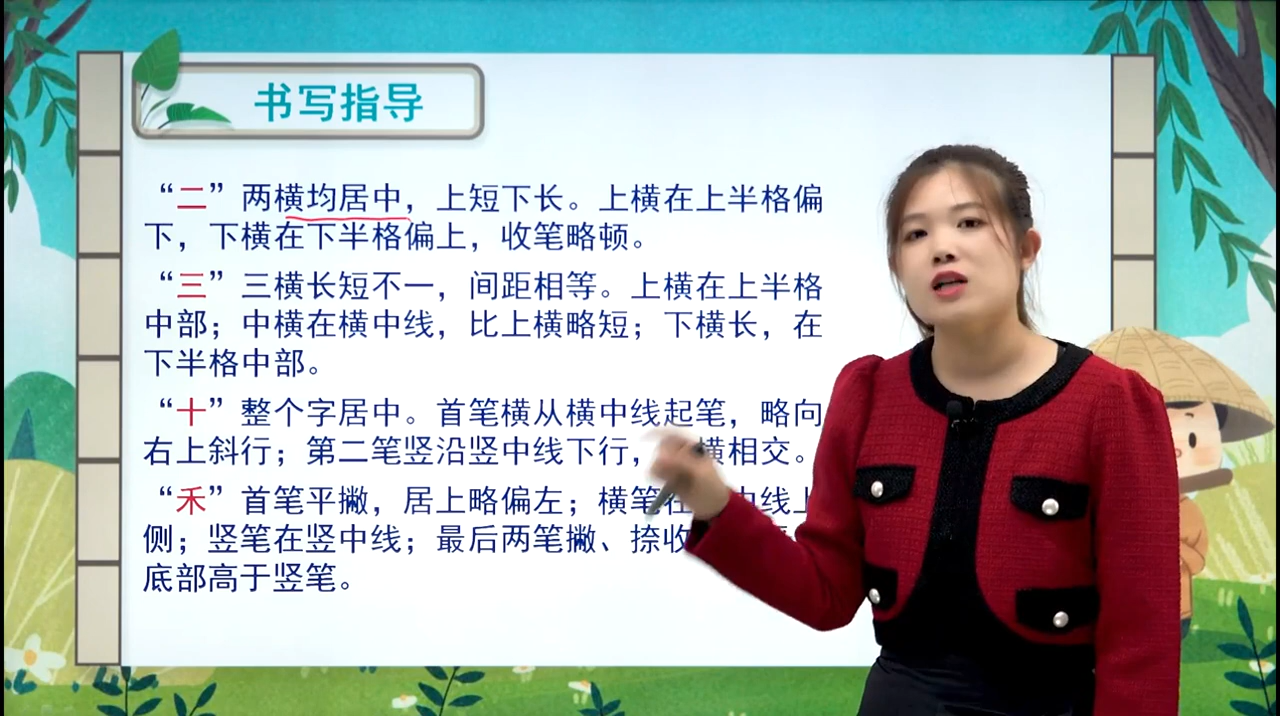 书写指导
“二”两横均居中，上短下长。上横在上半格偏
下，下横在下半格偏上，收笔略顿。
“三”三横长短不一，间距相等。上横在上半格
中部；中横在横中线，比上横略短；下横长，在
下半格中部。
“十”整个字居中。首笔横从横中线起笔，略向
右上斜行；第二笔竖沿竖中线下行，横相交。
“禾”首笔平撇，居上略偏左；横笔在中线上
侧；竖笔在竖中线；最后两笔撇、捺收
底部高于竖笔。